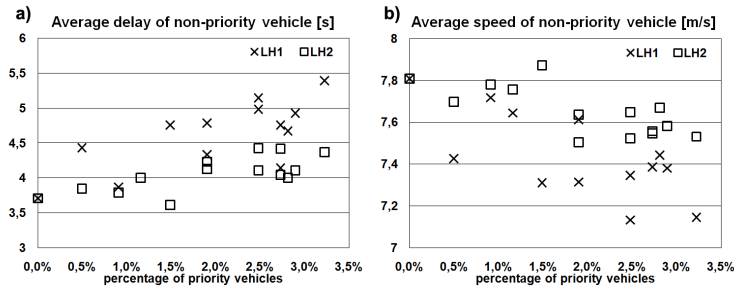 a)
Average delay of non-priority vehicle [s]
LH1 LH2
6
5,5
5
4,5
4
3,5
3
0,0% 0,5% 1,0% 1,5% 2,0% 2,5% 3,0% 3,5%
percentage of priority vehicles
b)
Average speed of non-priority vehicle [m/s]
LH1 LH2
8
7,8
7,6
7,4
7,2
7
0,0% 0,5% 1,0% 1,5% 2,0% 2,5% 3,0% 3,5%
percentage of priority vehicles